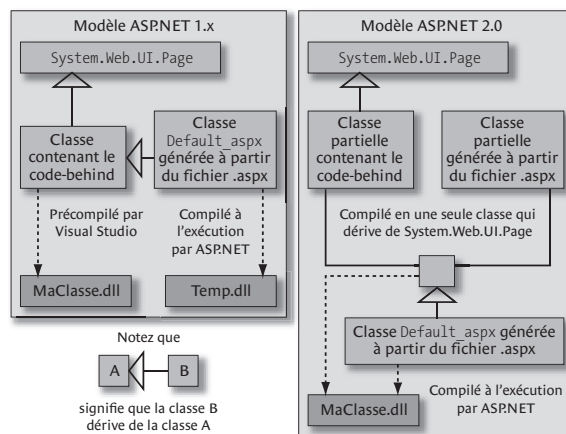 Modèle ASP.NET 1.x
System.Web.UI.Page
Classe
contenant le
code-behind
Classe
Default_aspx
générée à partir
du fichier .aspx
Précompilé par
Visual Studio
Compilé à
l'exécution
par ASP.NET
MaClasse.dll
Temp.dll
Notez que
A
B
signifie que la classe B
dérive de la classe A
Modèle ASP.NET 2.0
System.Web.UI.Page
Classe
partielle
contenant le
code-behind
Classe
partielle
générée à partir
du fichier .aspx
Compilé en une seule classe qui
dérive de System.Web.UI.Page
Classe Default_aspx générée
à partir du fichier .aspx
MaClasse.dll
Compilé à l'exécution
par ASP.NET